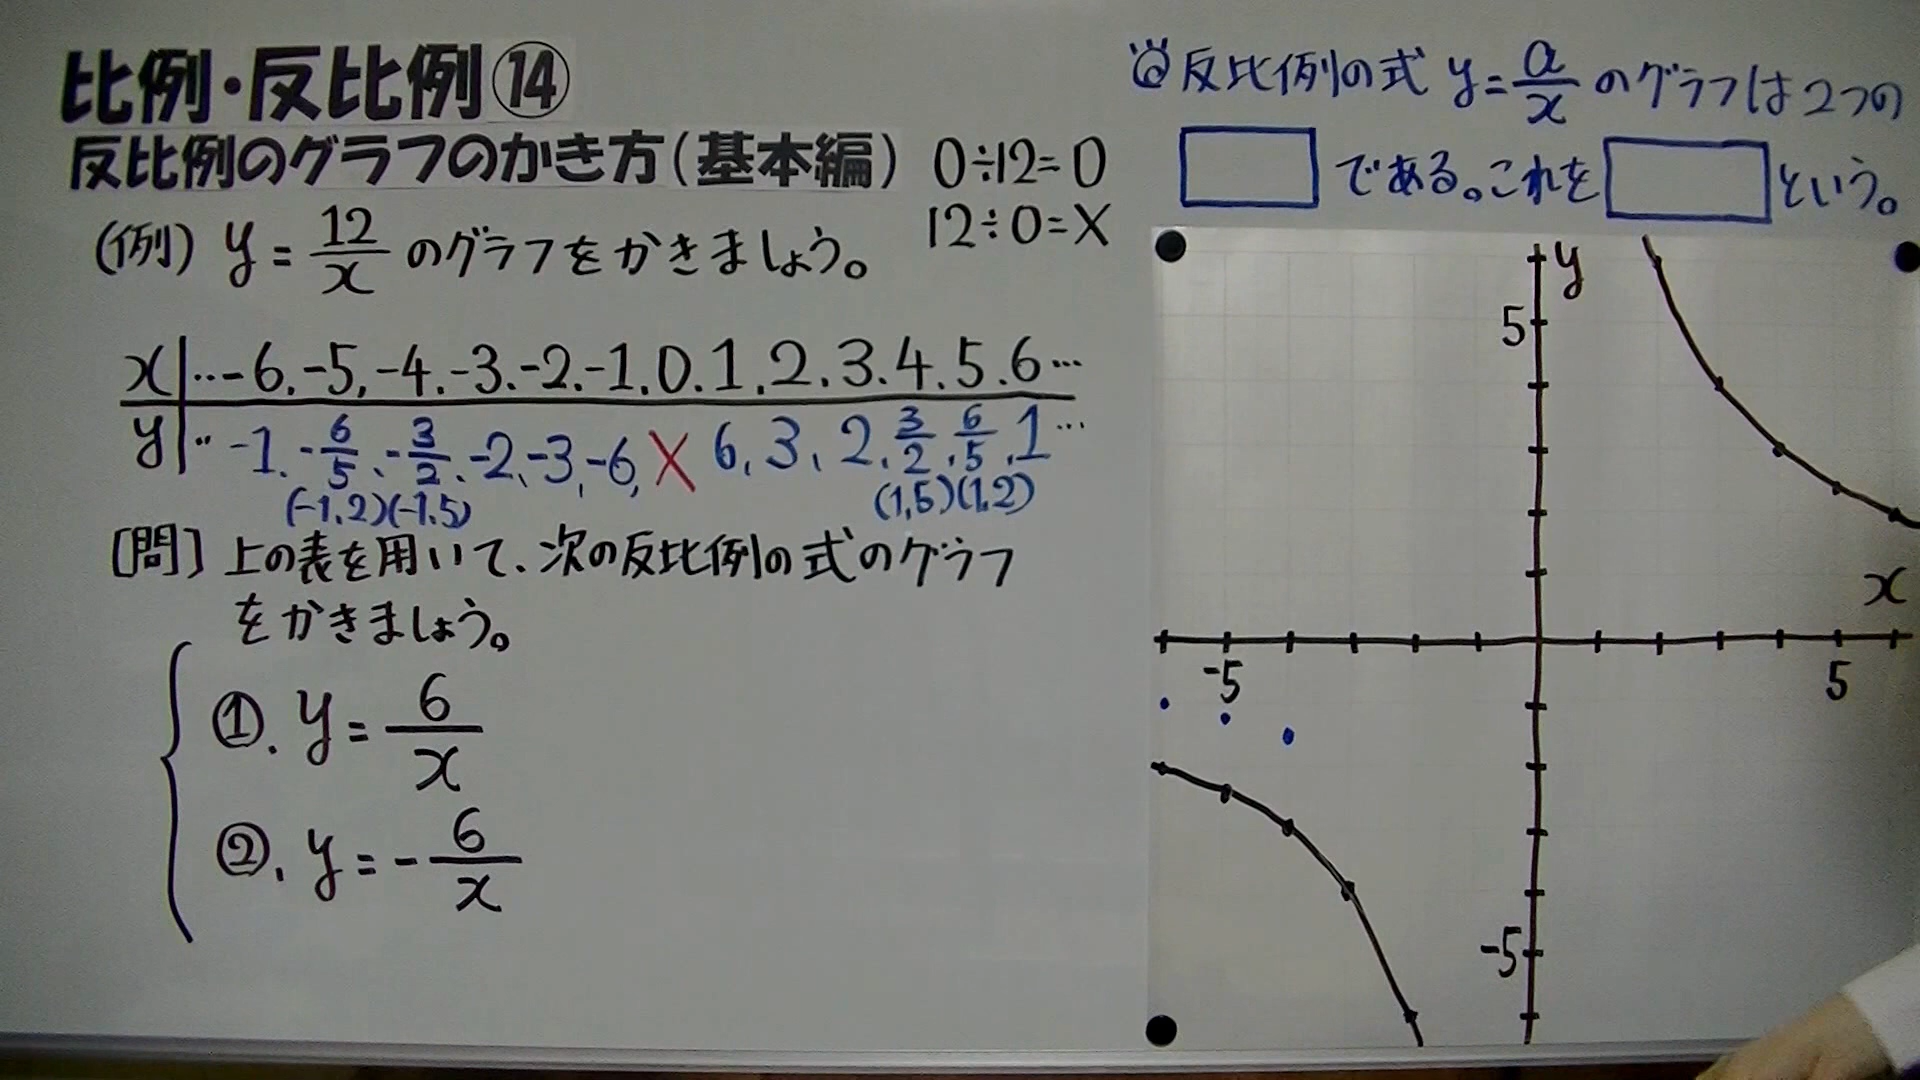 比例・反比例⑭
反比例のグラフのかき方（基本編）
0÷12=0
12÷0=X
(例) y = 12/x のグラフをかきましょう。
x | … -6. -5. -4. -3. -2. -1. 0. 1. 2. 3. 4. 5. 6 …
y | ‥ -1. -6/5、-3/2、-2、-3、-6、X 6、3、2. 3/2. 6/5. 1 …
(-1.2)(-1.5) (1,5)(1.2)
[問] 上の表を用いて、次の反比例の式のグラフ
をかきましょう。
①. y = 6/x
②. y = -6/x
反比例の式 y = a/x のグラフは2つの
である。これを という。
y
5
x
-5
5
-5